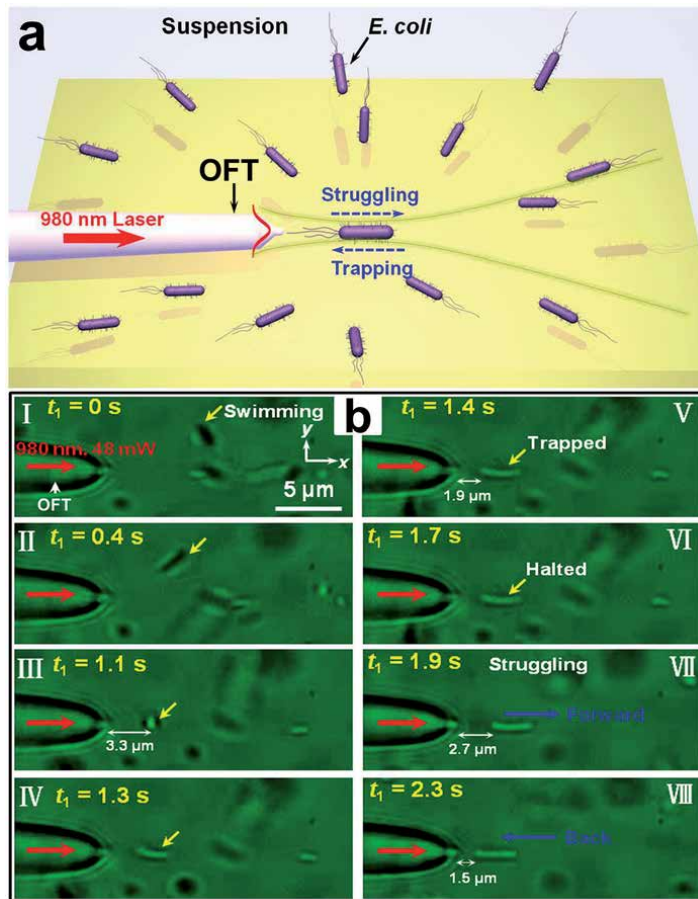 a
Suspension
E. coli
OFT
980 nm Laser
Struggling
Trapping
b
I
t₁ = 0 s
Swimming
980 nm, 48 mW
OFT
y
x
5 µm
II
t₁ = 0.4 s
III
t₁ = 1.1 s
3.3 µm
IV
t₁ = 1.3 s
t₁ = 1.4 s
V
Trapped
1.9 µm
t₁ = 1.7 s
VI
Halted
t₁ = 1.9 s
Struggling
VII
Forward
2.7 µm
t₁ = 2.3 s
VIII
Back
1.5 µm